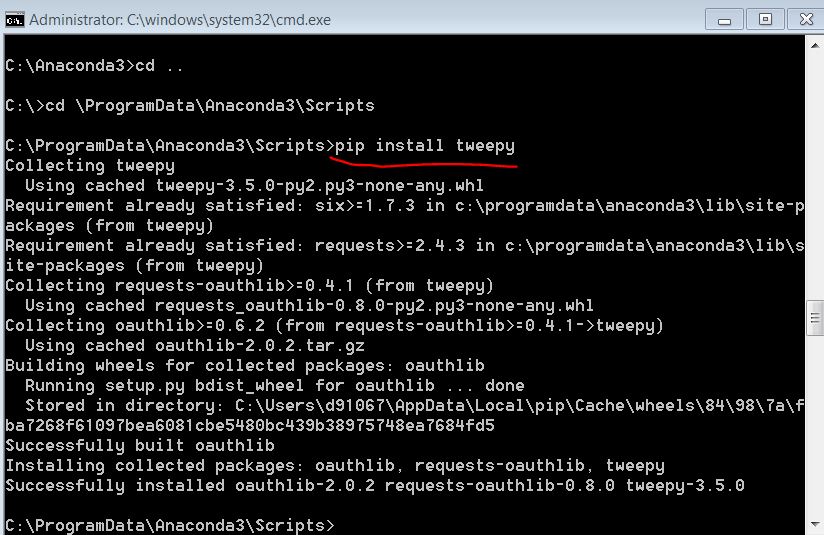 Administrator: C:\windows\system32\cmd.exe
C:\Anaconda3>cd ..
C:\>cd \ProgramData\Anaconda3\Scripts
C:\ProgramData\Anaconda3\Scripts>pip install tweepy
Collecting tweepy
  Using cached tweepy-3.5.0-py2.py3-none-any.whl
Requirement already satisfied: six>=1.7.3 in c:\programdata\anaconda3\lib\site-p
ackages (from tweepy)
Requirement already satisfied: requests>=2.4.3 in c:\programdata\anaconda3\lib\s
ite-packages (from tweepy)
Collecting requests-oauthlib>=0.4.1 (from tweepy)
  Using cached requests_oauthlib-0.8.0-py2.py3-none-any.whl
Collecting oauthlib>=0.6.2 (from requests-oauthlib>=0.4.1->tweepy)
  Using cached oauthlib-2.0.2.tar.gz
Building wheels for collected packages: oauthlib
  Running setup.py bdist_wheel for oauthlib ... done
  Stored in directory: C:\Users\d91067\AppData\Local\pip\Cache\wheels\84\98\7a\f
ba7268f61097bea6081cbe5480bc439b38975748ea7684fd5
Successfully built oauthlib
Installing collected packages: oauthlib, requests-oauthlib, tweepy
Successfully installed oauthlib-2.0.2 requests-oauthlib-0.8.0 tweepy-3.5.0
C:\ProgramData\Anaconda3\Scripts>